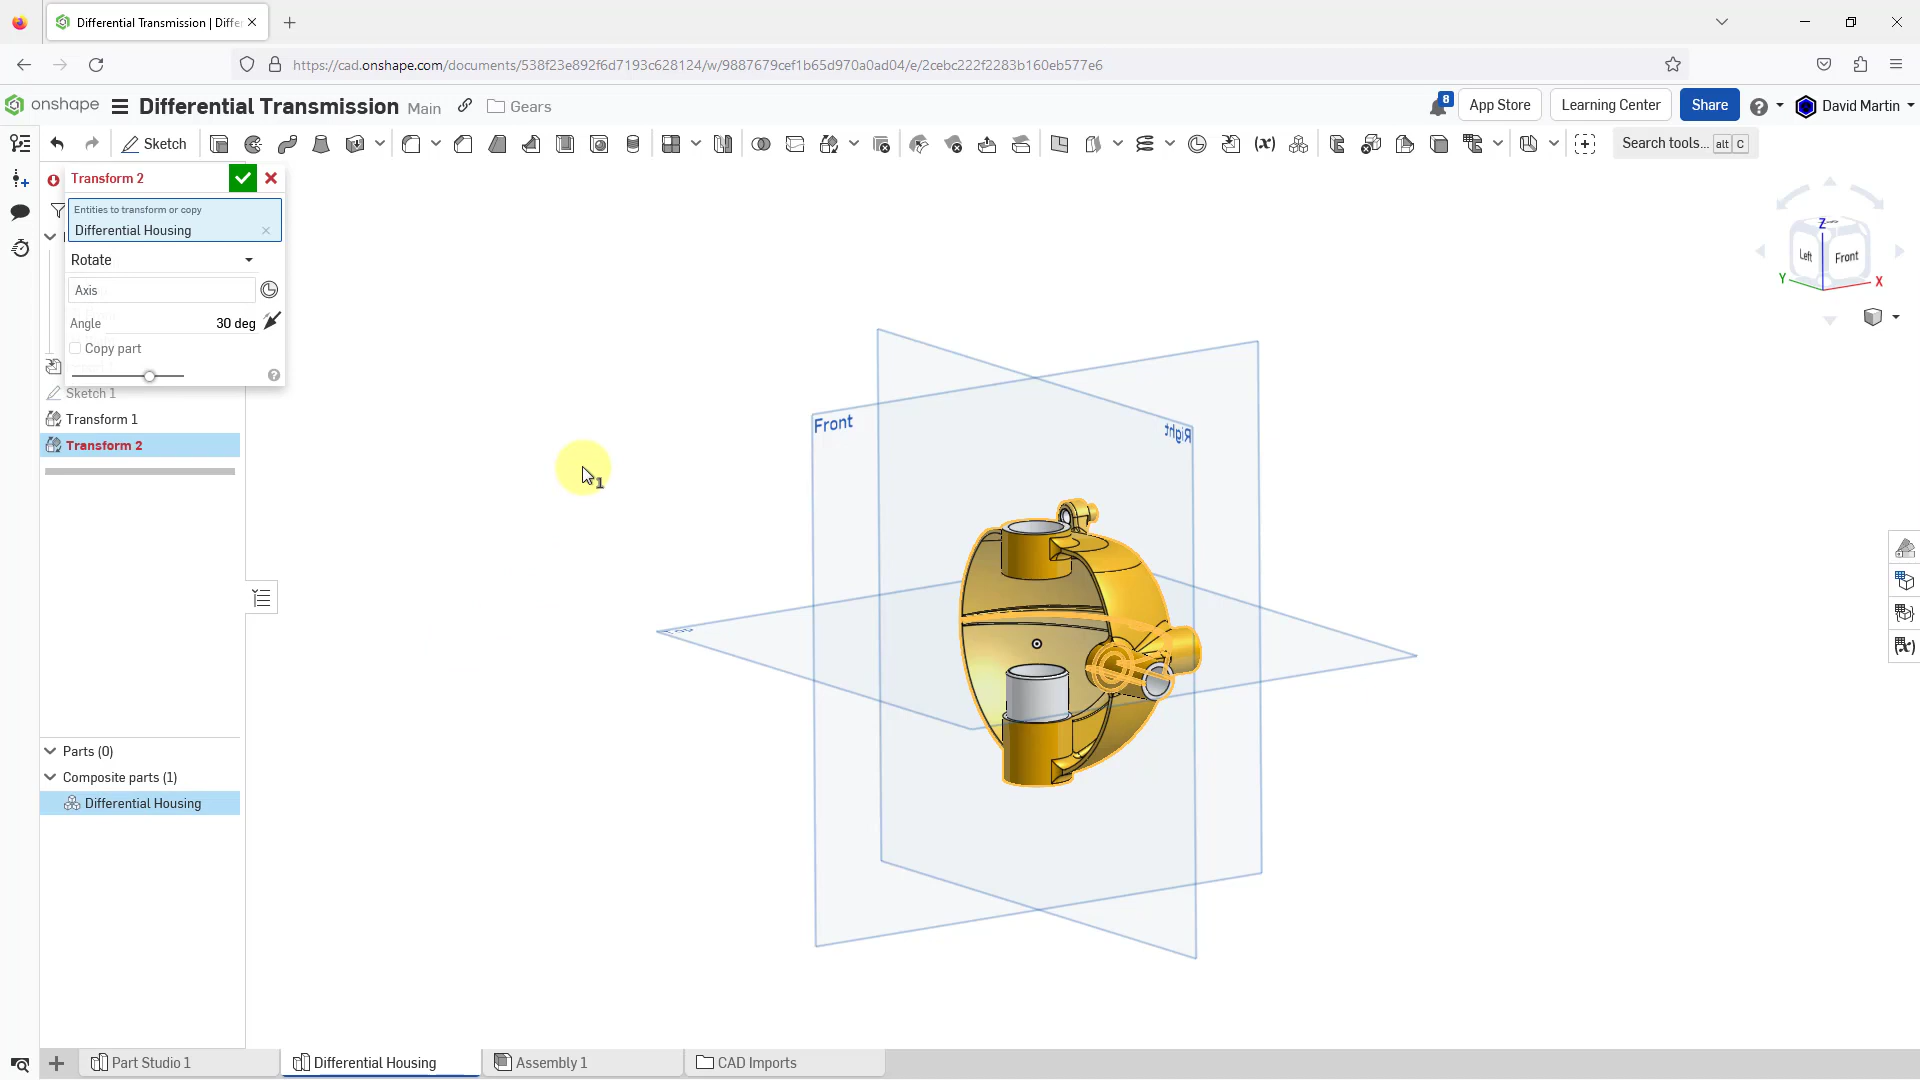 Differential Transmission | Diffe
https://cad.onshape.com/documents/538f23e892f6d7193c628124/w/9887679cef1b65d970a0ad04/e/2cebc222f2283b160eb577e6
onshape
Differential Transmission Main
Gears
8
App Store
Learning Center
Share
David Martin
Sketch
Search tools... alt C
Transform 2
Entities to transform or copy
Differential Housing
Rotate
Axis
Angle 30 deg
Copy part
Sketch 1
Transform 1
Transform 2
Parts (0)
Composite parts (1)
Differential Housing
Front
Right
Z
Left
Front
Y
X
1
Part Studio 1
Differential Housing
Assembly 1
CAD Imports